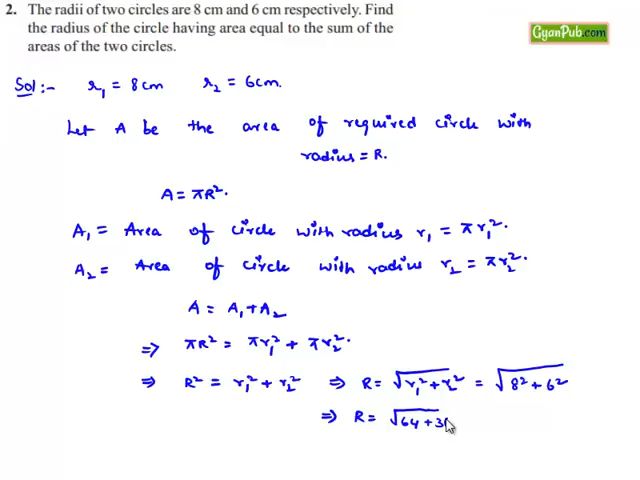 2. The radii of two circles are 8 cm and 6 cm respectively. Find
the radius of the circle having area equal to the sum of the
areas of the two circles.
GyanPub.com
Sol:- r₁ = 8cm r₂ = 6cm.
Let A be the area of required circle with
radius = R.
A = πR².
A₁ = Area of circle with radius r₁ = πr₁².
A₂ = Area of circle with radius r₂ = πr₂².
A = A₁ + A₂
⇒ πR² = πr₁² + πr₂².
⇒ R² = r₁² + r₂² ⇒ R = √(r₁² + r₂²) = √(8² + 6²)
⇒ R = √64 + 3